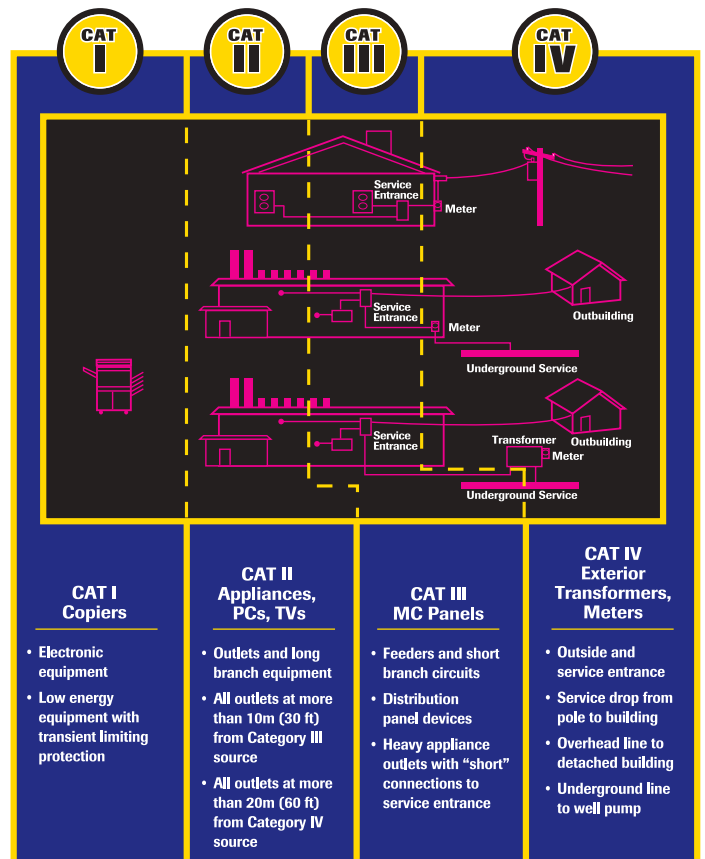 CAT
I
CAT
II
CAT
III
CAT
IV
Service
Entrance
Meter
Service
Entrance
Meter
Outbuilding
Underground Service
Service
Entrance
Transformer
Meter
Outbuilding
Underground Service
CAT I
Copiers
• Electronic
equipment
• Low energy
equipment with
transient limiting
protection
CAT II
Appliances,
PCs, TVs
• Outlets and long
branch equipment
• All outlets at more
than 10m (30 ft)
from Category III
source
• All outlets at more
than 20m (60 ft)
from Category IV
source
CAT III
MC Panels
• Feeders and short
branch circuits
• Distribution
panel devices
• Heavy appliance
outlets with “short”
connections to
service entrance
CAT IV
Exterior
Transformers,
Meters
• Outside and
service entrance
• Service drop from
pole to building
• Overhead line to
detached building
• Underground line
to well pump